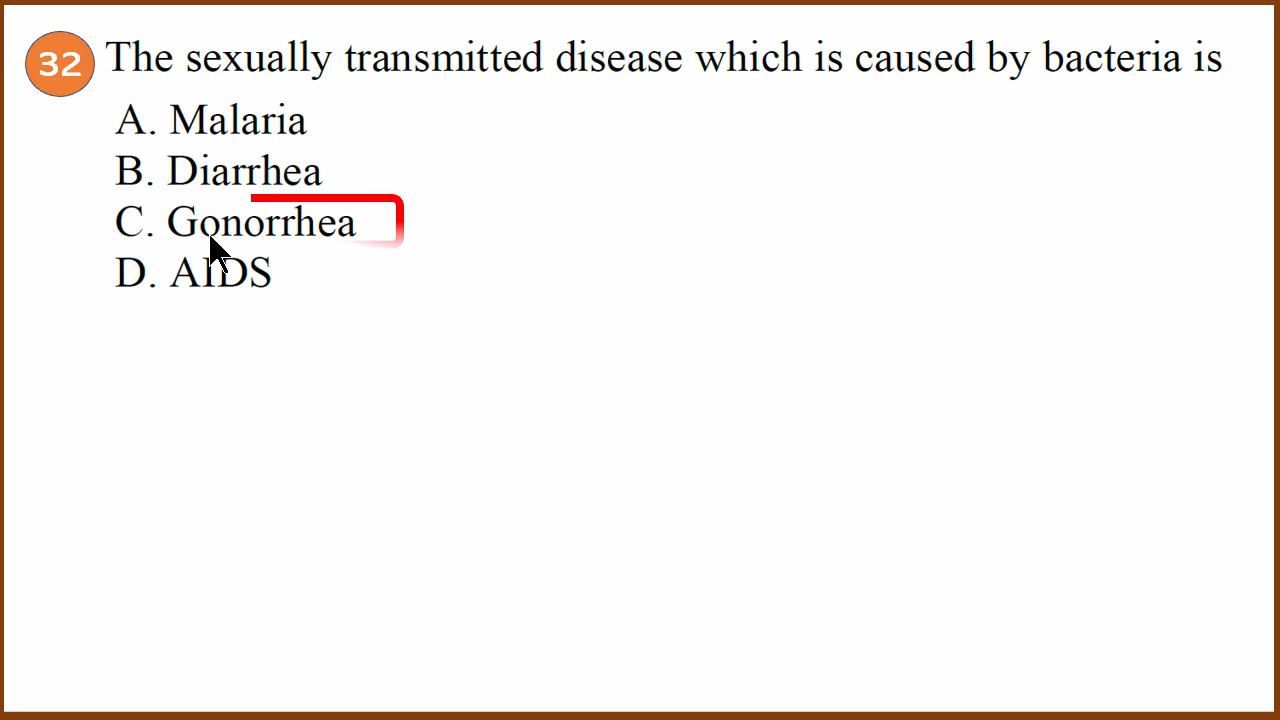 32 The sexually transmitted disease which is caused by bacteria is
A. Malaria
B. Diarrhea
C. Gonorrhea
D. AIDS